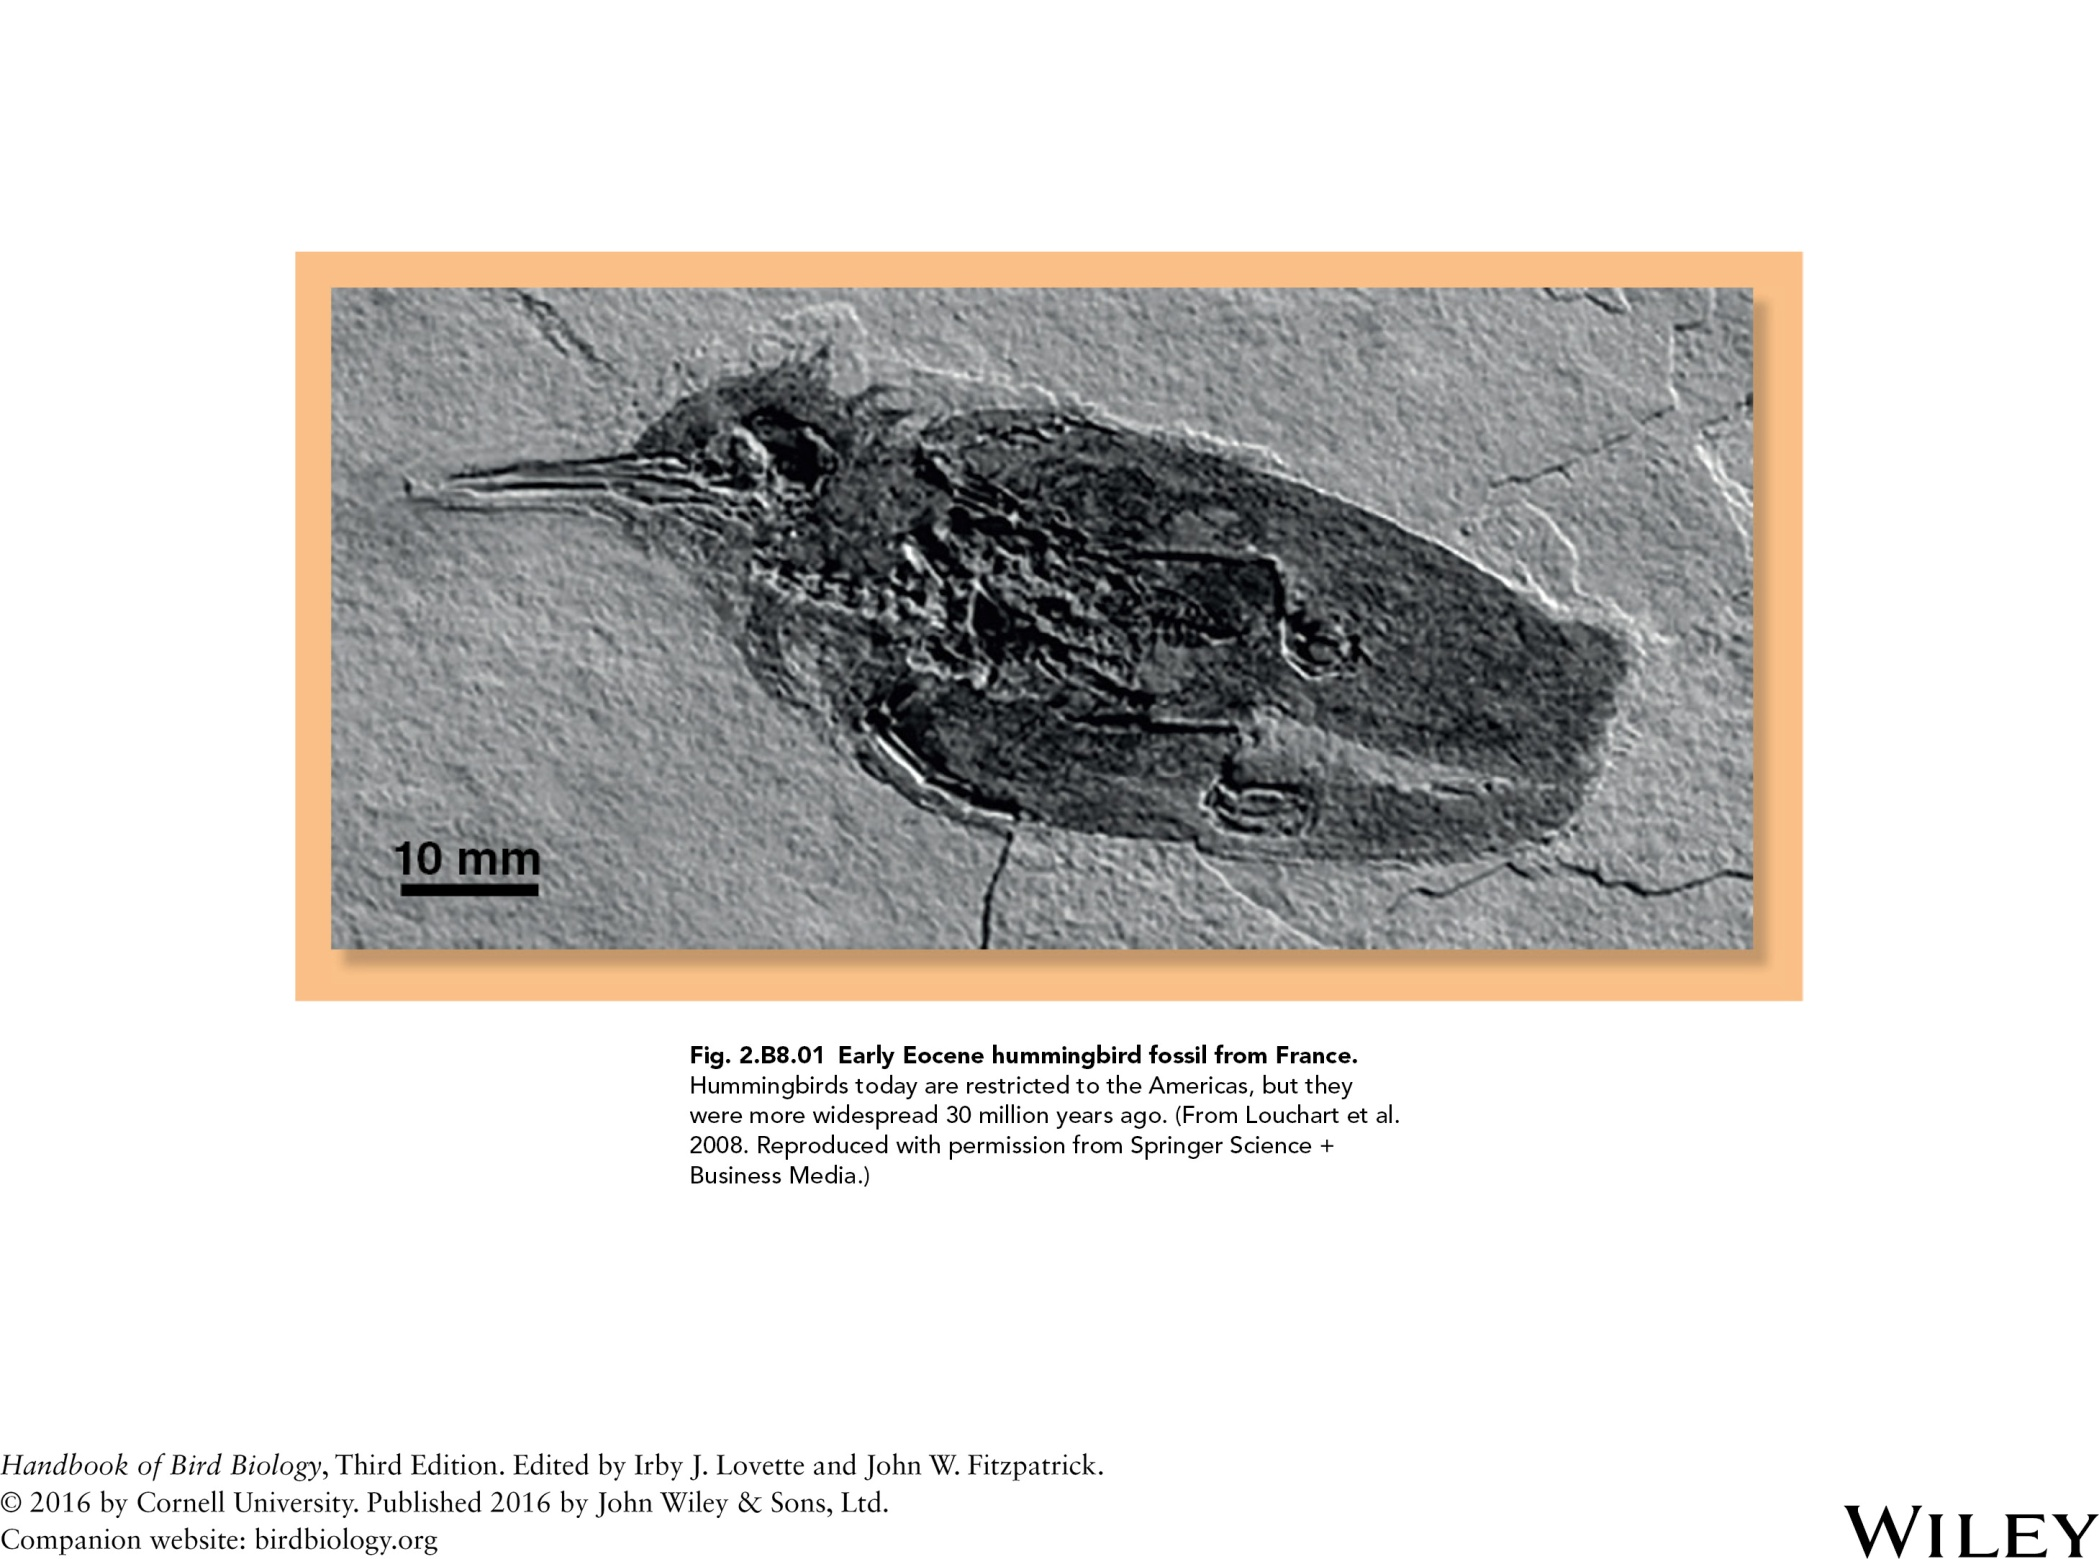 10 mm
Fig. 2.B8.01 Early Eocene hummingbird fossil from France.
Hummingbirds today are restricted to the Americas, but they
were more widespread 30 million years ago. (From Louchart et al.
2008. Reproduced with permission from Springer Science +
Business Media.)
Handbook of Bird Biology, Third Edition. Edited by Irby J. Lovette and John W. Fitzpatrick.
© 2016 by Cornell University. Published 2016 by John Wiley & Sons, Ltd.
Companion website: birdbiology.org
WILEY